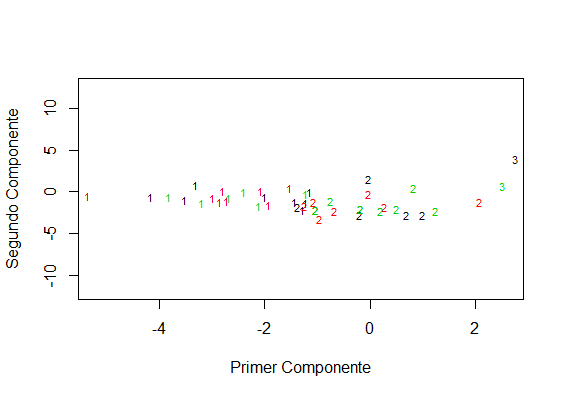 Segundo Componente
10
5
0
-5
-10
3
2
1 1 2 3
1 1 1 1 1 2
1 1 1 1 1 1
1 1 1 1 1 1 2 2 2
1 1 2 2
2 1 2 2 2 2 2 2
2 2 2 2
-4 -2 0 2
Primer Componente